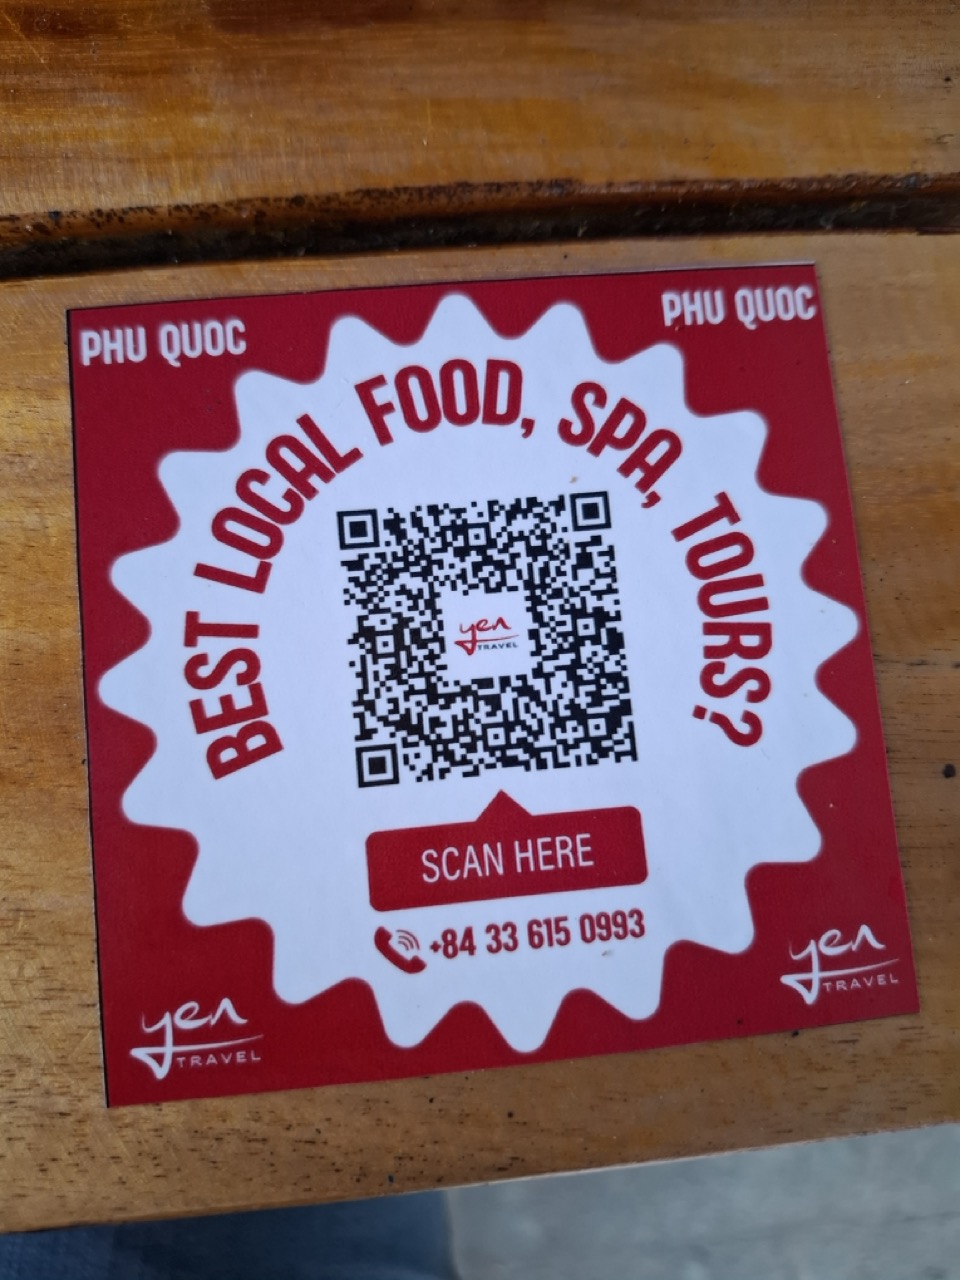 PHU QUOC
PHU QUOC
BEST LOCAL FOOD, SPA, TOURS?
yen
TRAVEL
SCAN HERE
+84 33 615 0993
yen
TRAVEL
yen
TRAVEL